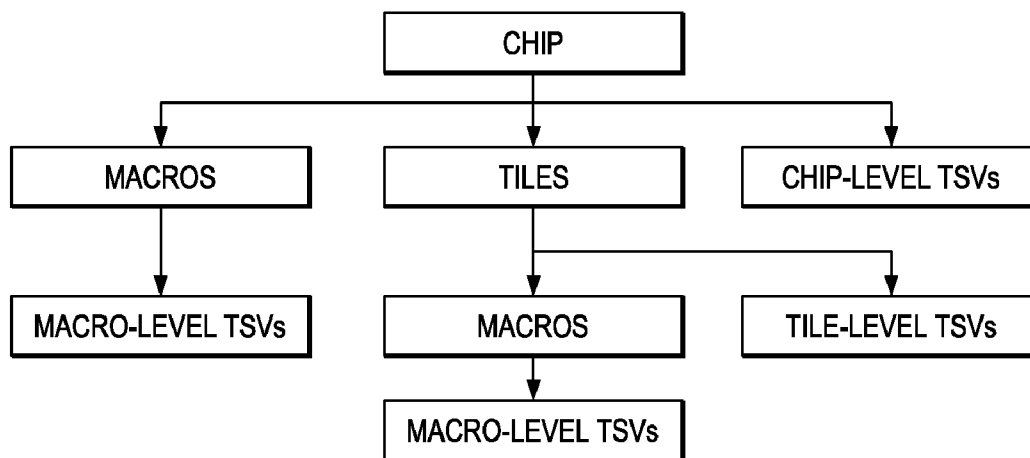 CHIP
MACROS
TILES
CHIP-LEVEL TSVs
MACRO-LEVEL TSVs
MACROS
TILE-LEVEL TSVs
MACRO-LEVEL TSVs